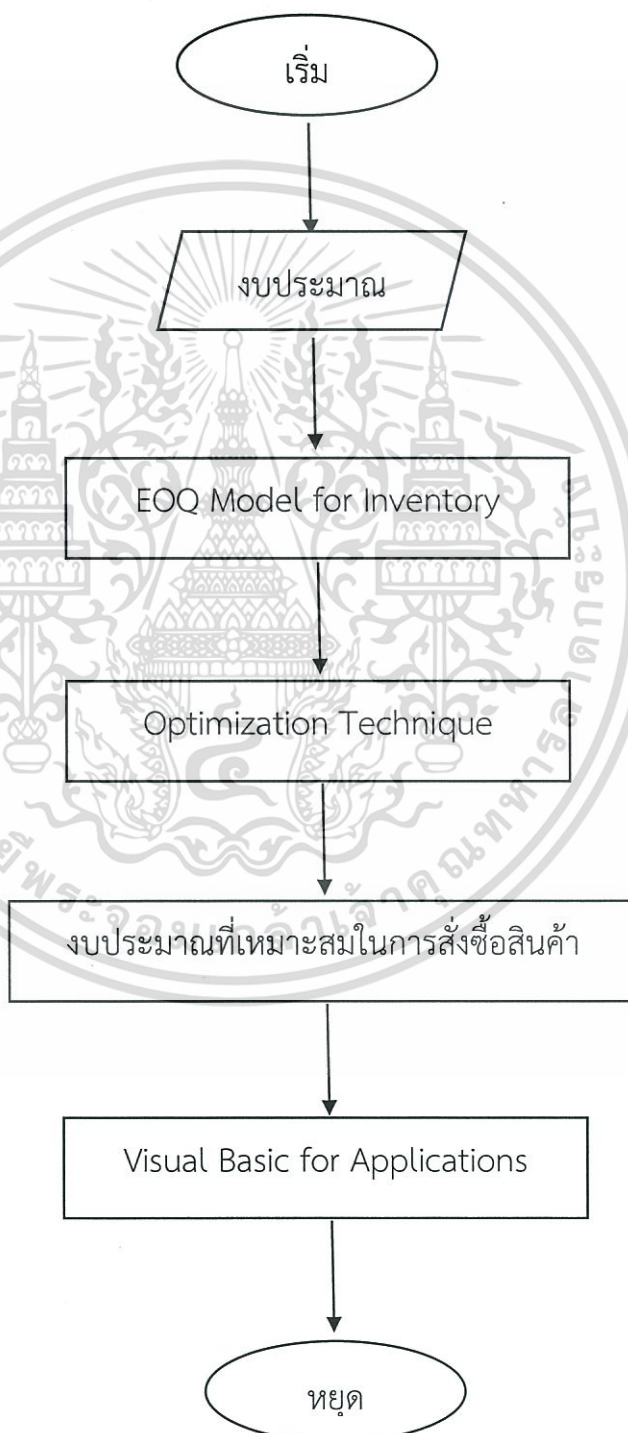 เริ่ม
งบประมาณ
EOQ Model for Inventory
Optimization Technique
งบประมาณที่เหมาะสมในการสั่งซื้อสินค้า
Visual Basic for Applications
หยุด